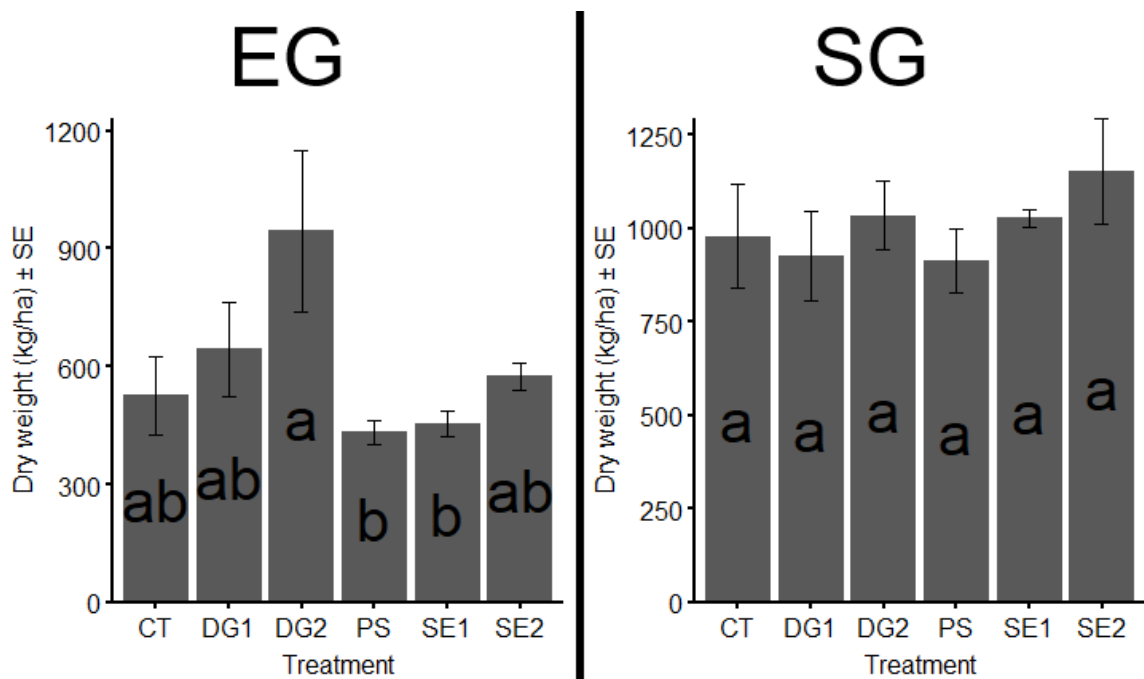 EG
Dry weight (kg/ha) ± SE
1200
900
600
300
0
ab
ab
a
b
b
ab
CT DG1 DG2 PS SE1 SE2
Treatment
SG
Dry weight (kg/ha) ± SE
1250
1000
750
500
250
0
a
a
a
a
a
a
CT DG1 DG2 PS SE1 SE2
Treatment